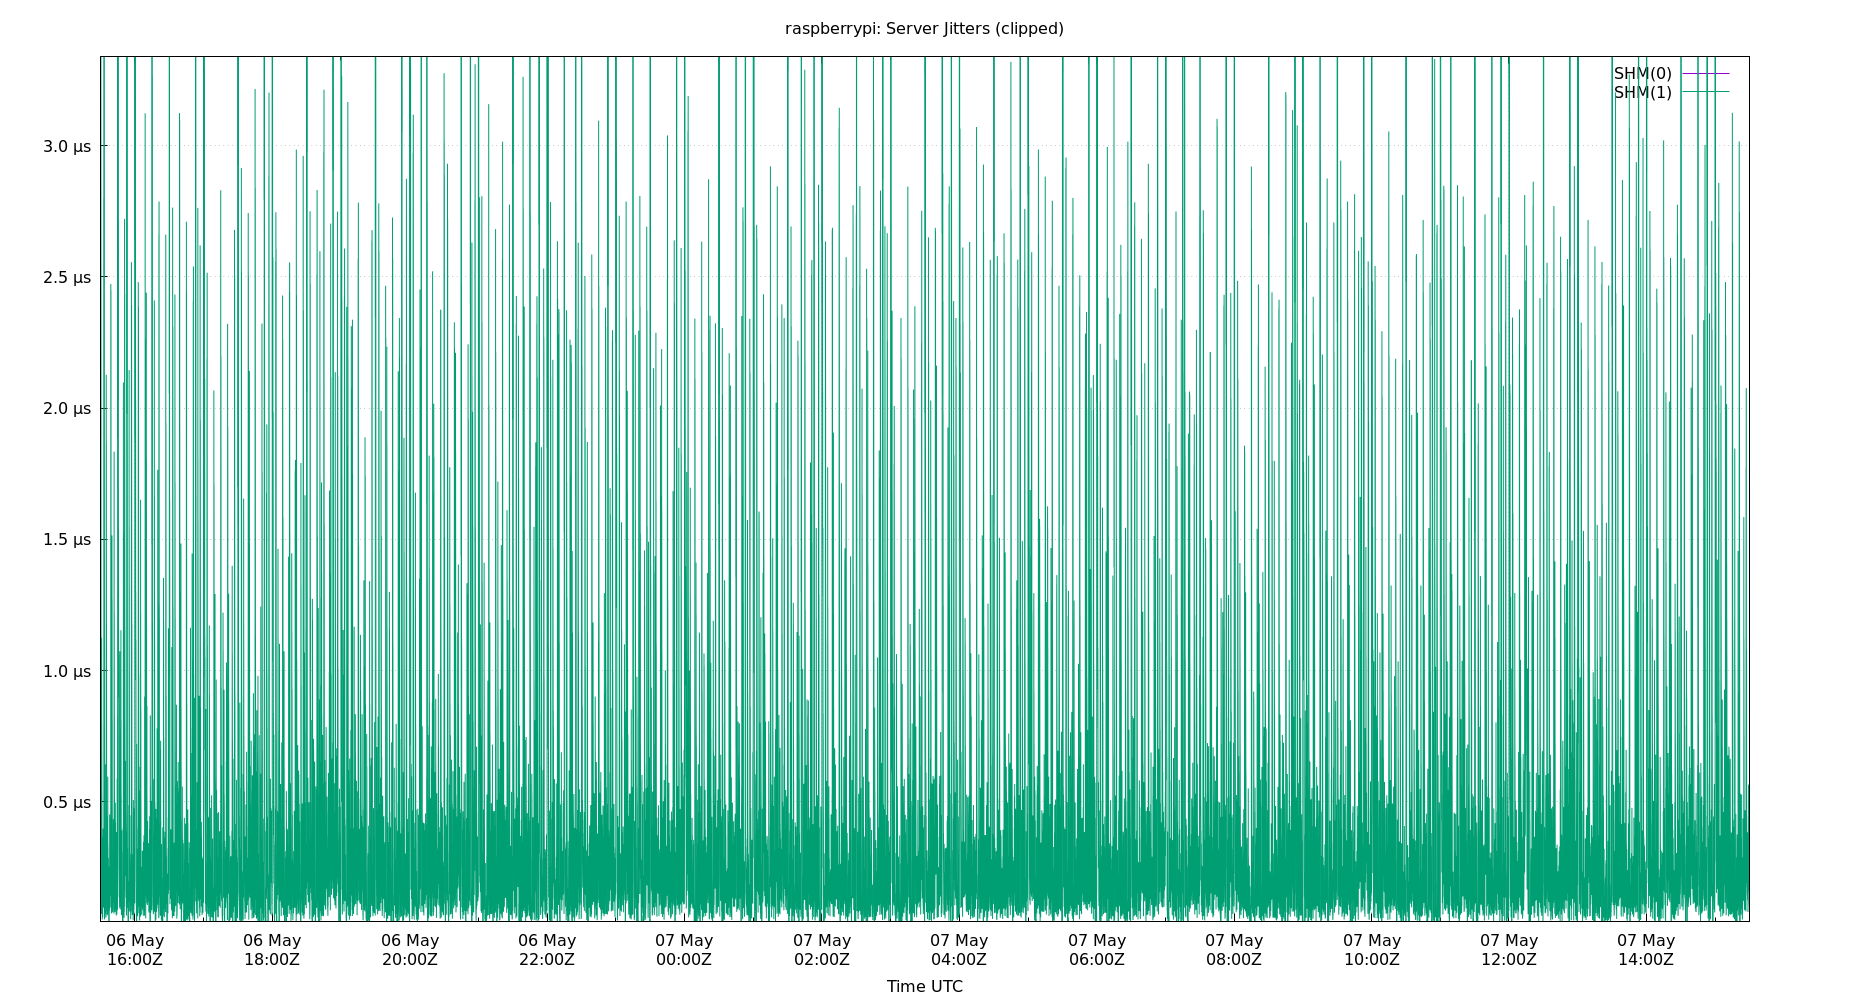 raspberrypi: Server Jitters (clipped)
SHM(0)
SHM(1)
3.0 µs
2.5 µs
2.0 µs
1.5 µs
1.0 µs
0.5 µs
06 May 06 May 06 May 06 May 07 May 07 May 07 May 07 May 07 May 07 May 07 May 07 May
16:00Z 18:00Z 20:00Z 22:00Z 00:00Z 02:00Z 04:00Z 06:00Z 08:00Z 10:00Z 12:00Z 14:00Z
Time UTC